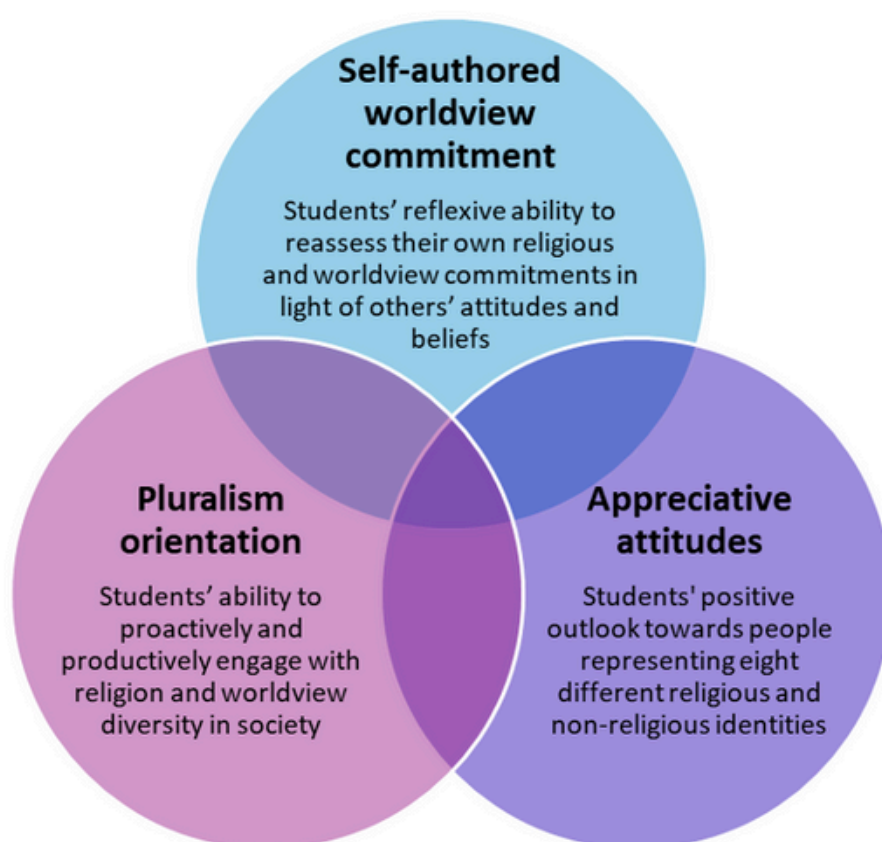 Self-authored
worldview
commitment
Students’ reflexive ability to
reassess their own religious
and worldview commitments in
light of others’ attitudes and
beliefs
Pluralism
orientation
Students’ ability to
proactively and
productively engage with
religion and worldview
diversity in society
Appreciative
attitudes
Students' positive
outlook towards people
representing eight
different religious and
non-religious identities